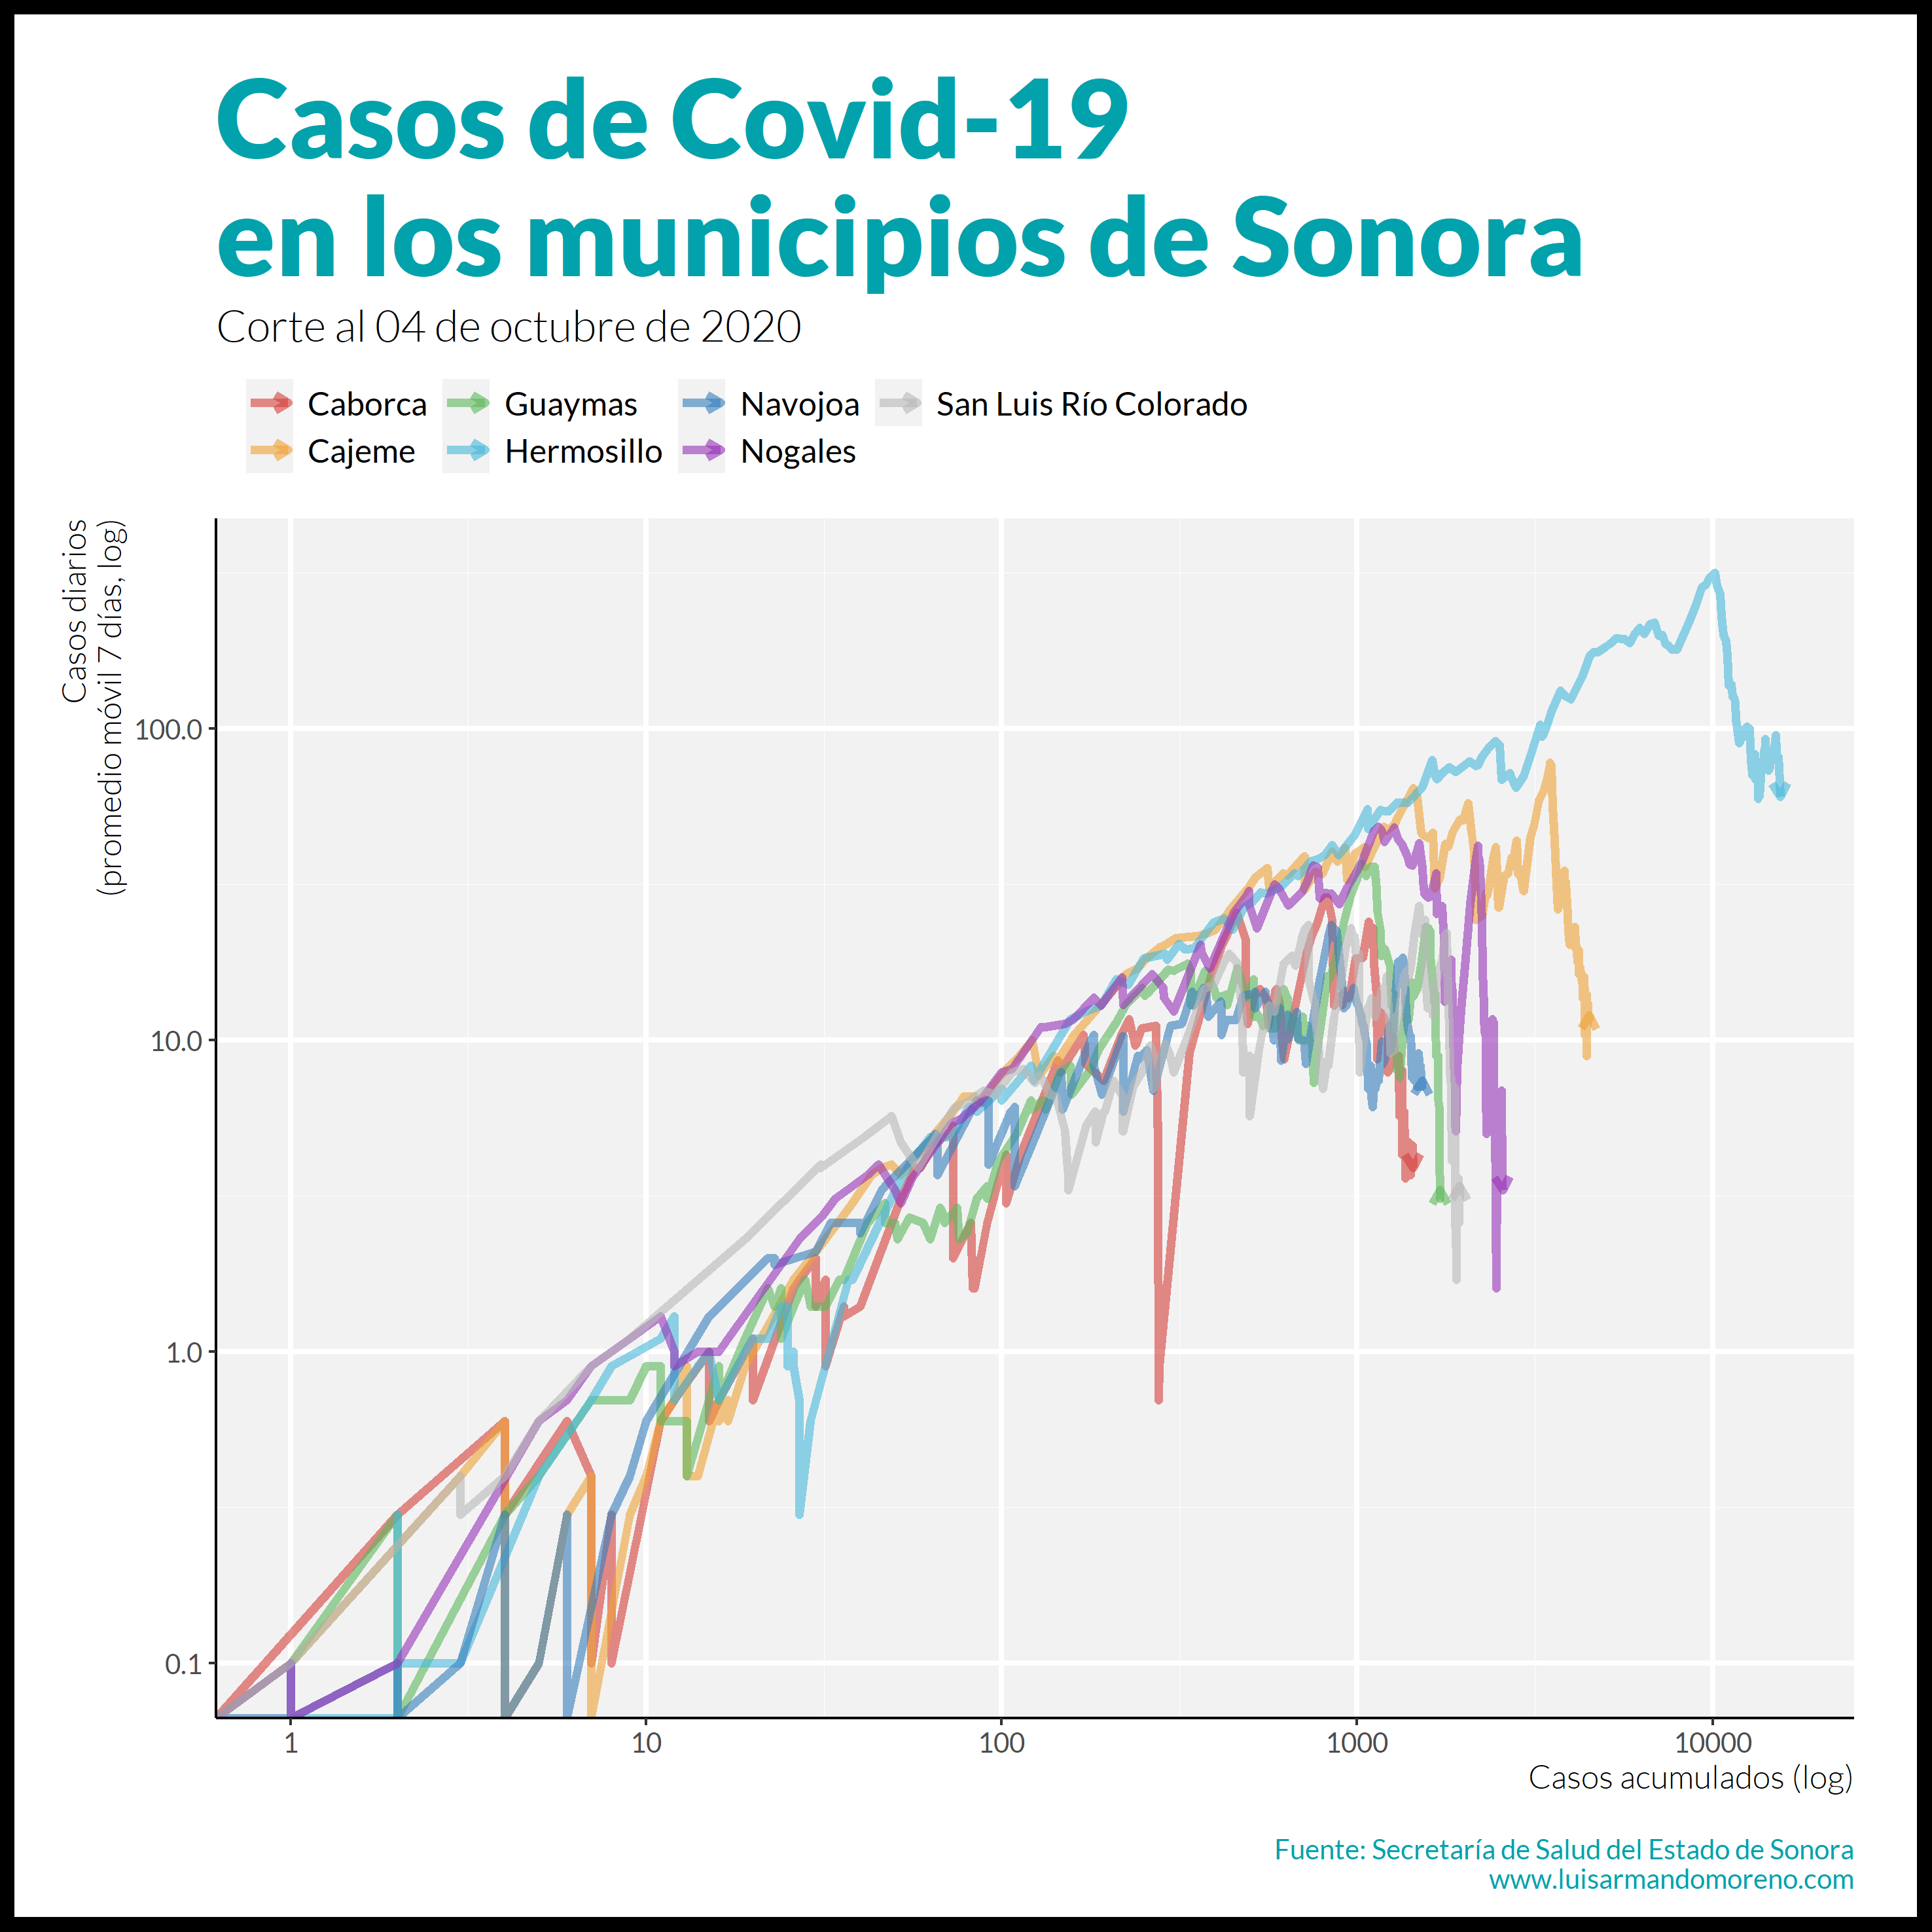 Casos de Covid-19
en los municipios de Sonora
Corte al 04 de octubre de 2020
Caborca
Guaymas
Navojoa
San Luis Río Colorado
Cajeme
Hermosillo
Nogales
Casos diarios
(promedio móvil 7 días, log)
100.0
10.0
1.0
0.1
1
10
100
1000
10000
Casos acumulados (log)
Fuente: Secretaría de Salud del Estado de Sonora
www.luisarmandomoreno.com